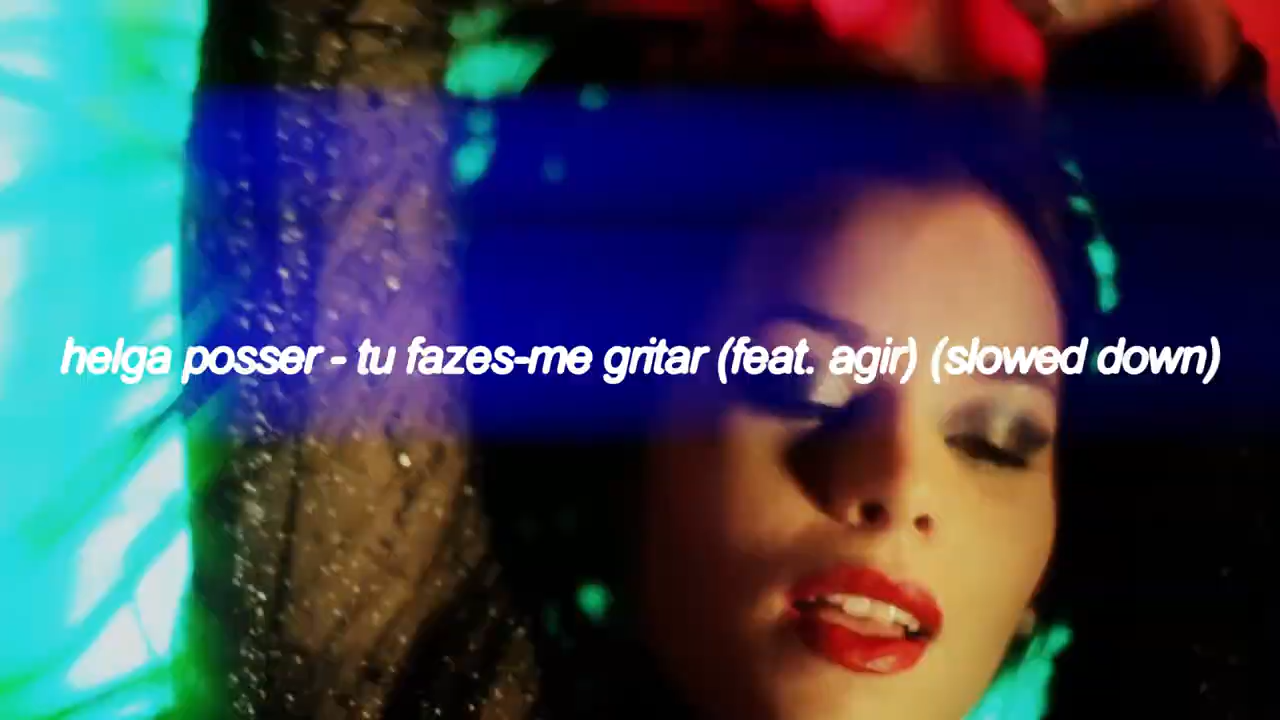 helga posser - tu fazes-me gritar (feat. agir) (slowed down)